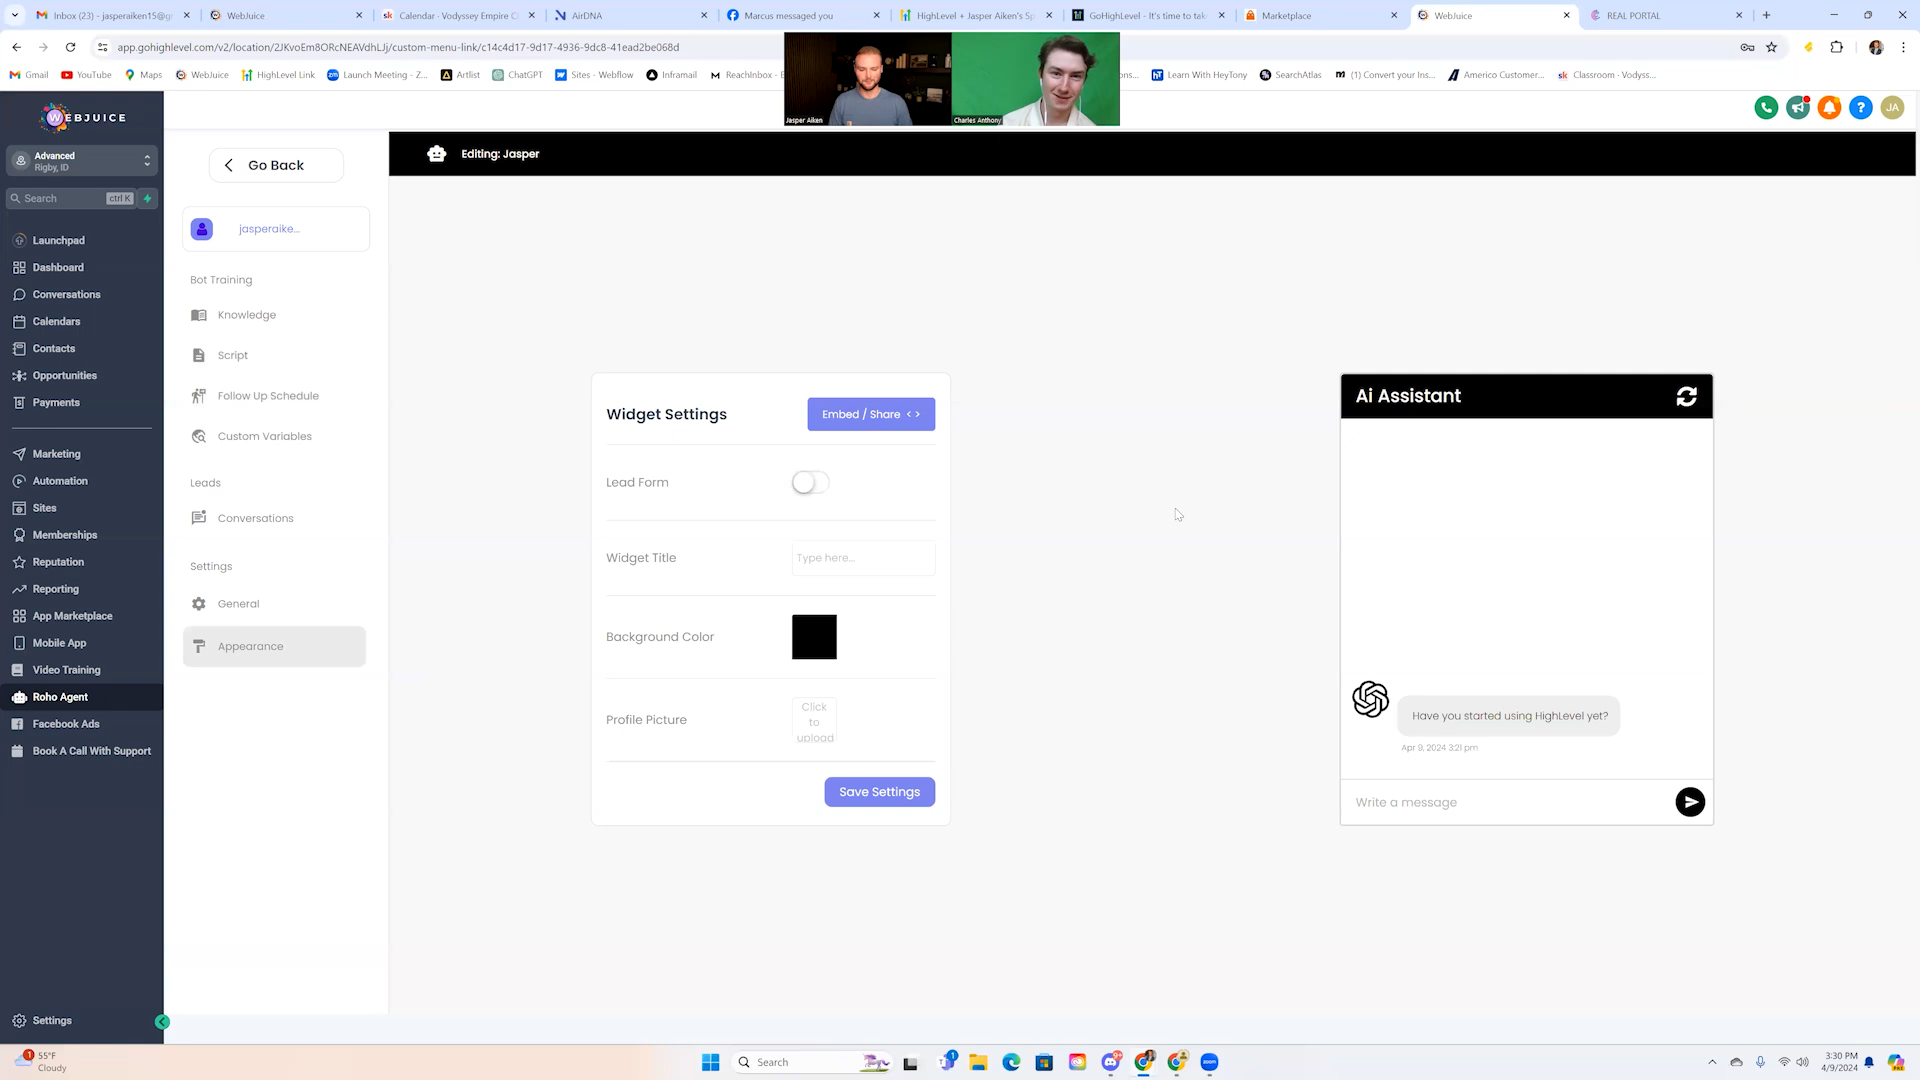 Inbox (23) - jasperaiken15@gr
WebJuice
Calendar · Vodyssey Empire C
AirDNA
Marcus messaged you
HighLevel + Jasper Aiken's Sp
GoHighLevel - It's time to tak
Marketplace
WebJuice
REAL PORTAL
app.gohighlevel.com/v2/location/2JKvoEm8ORcNEAVdhLJj/custom-menu-link/c14c4d17-9d17-4936-9dc8-41ead2be068d
Gmail
YouTube
Maps
WebJuice
HighLevel Link
Launch Meeting - Z...
Artlist
ChatGPT
Sites - Webflow
Inframail
ReachInbox - E
ons...
Learn With HeyTony
SearchAtlas
(1) Convert your Ins...
Americo Customer...
Classroom · Vodyss...
Jasper Aiken
Charles Anthony
WEBJUICE
JA
Advanced
Rigby, ID
Search
ctrl K
Launchpad
Dashboard
Conversations
Calendars
Contacts
Opportunities
Payments
Marketing
Automation
Sites
Memberships
Reputation
Reporting
App Marketplace
Mobile App
Video Training
Roho Agent
Facebook Ads
Book A Call With Support
Settings
Go Back
jasperaike...
Bot Training
Knowledge
Script
Follow Up Schedule
Custom Variables
Leads
Conversations
Settings
General
Appearance
Editing: Jasper
Widget Settings
Embed / Share < >
Lead Form
Widget Title
Type here...
Background Color
Profile Picture
Click
to
upload
Save Settings
Ai Assistant
Have you started using HighLevel yet?
Apr 9, 2024 3:21 pm
Write a message
55°F
Cloudy
Search
3:30 PM
4/9/2024